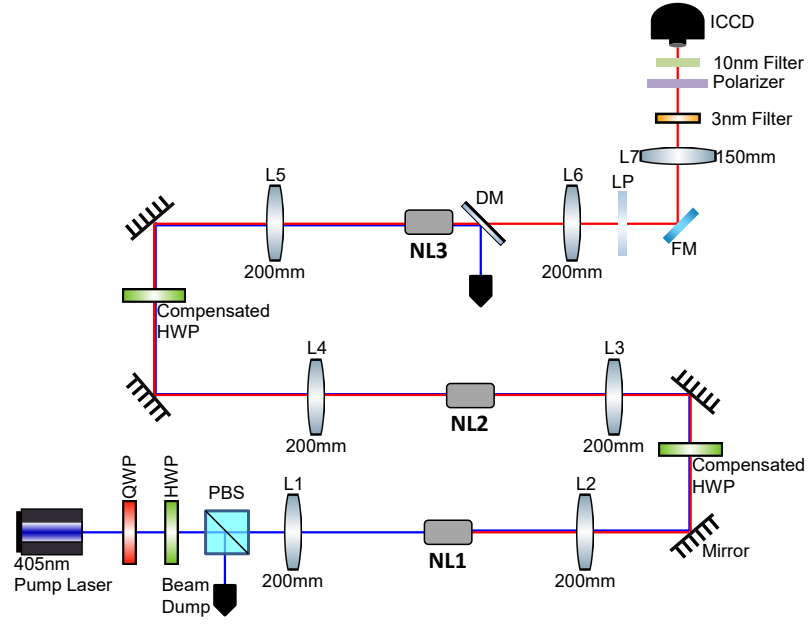 ICCD
10nm Filter
Polarizer
3nm Filter
L7
150mm
L5
DM
L6
LP
200mm
NL3
200mm
FM
Compensated
HWP
L4
L3
200mm
NL2
200mm
Compensated
HWP
QWP
HWP
PBS
L1
L2
405nm
Pump Laser
Beam
Dump
200mm
NL1
200mm
Mirror